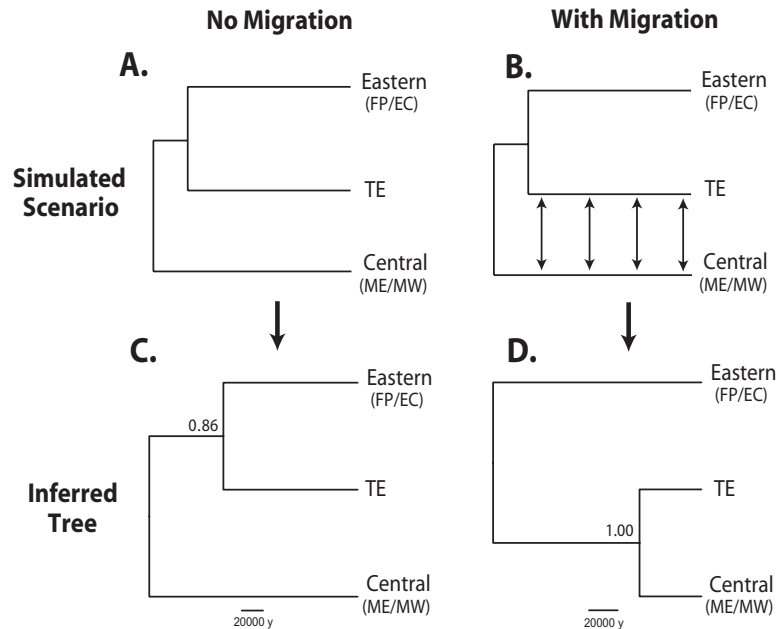 No Migration
With Migration
A.
Eastern
(FP/EC)
TE
Central
(ME/MW)
B.
Eastern
(FP/EC)
TE
Central
(ME/MW)
Simulated
Scenario
C.
Eastern
(FP/EC)
0.86
TE
Central
(ME/MW)
20000 y
D.
Eastern
(FP/EC)
TE
1.00
Central
(ME/MW)
20000 y
Inferred
Tree